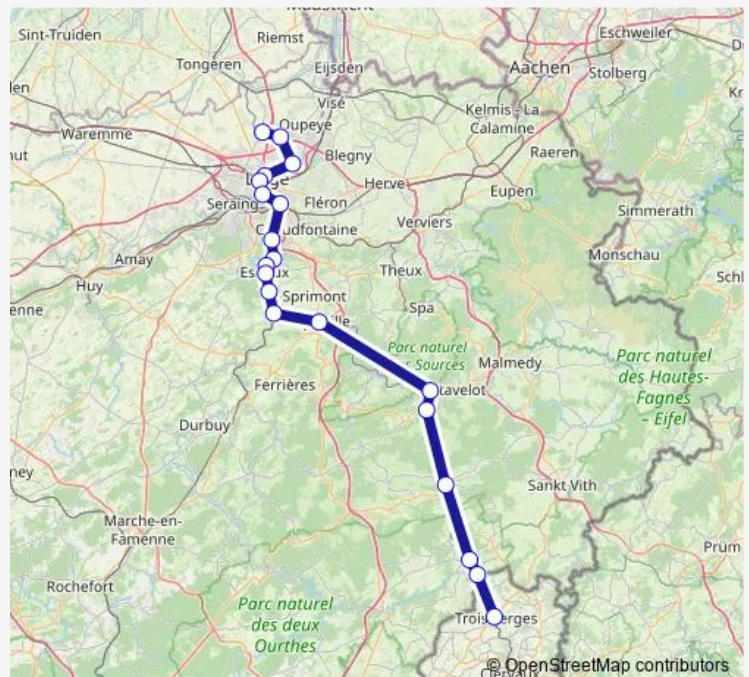 Sint-Truiden
Riemst
Eschweiler
Tongeren
Eijsden
Aachen
Stolberg
Visé
Waremme
Oupeye
Kelmis - La
Calamine
Blegny
Raeren
Herve
Eupen
Seraing
Fléron
Simmerath
Verviers
Amay
Monschau
Huy
Theux
Sprimont
Spa
Parc naturel
Malmedy
Parc naturel
des Hautes-
Fagnes
– Eifel
Ferrières
Durbuy
Sankt Vith
Marche-en-
Famenne
Prüm
Rochefort
Parc naturel
des deux
Ourthes
© OpenStreetMap contributors